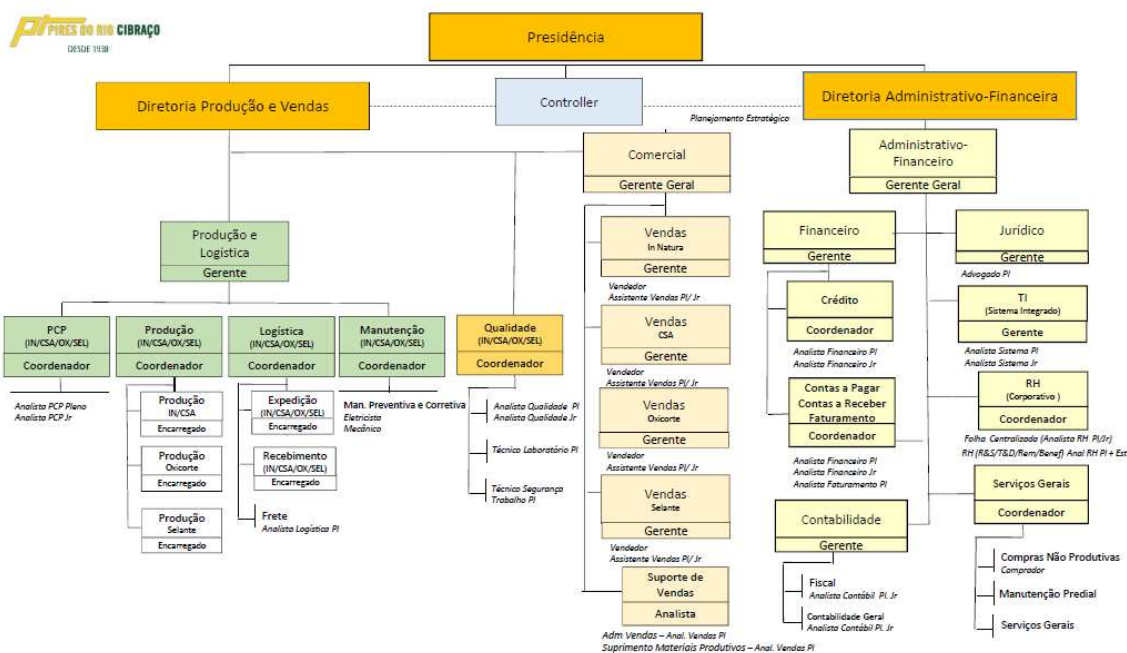 PIRES DO RIO CIBRAÇO
DESDE 1938
Presidência
Diretoria Produção e Vendas
Controller
Diretoria Administrativo-Financeira
Planejamento Estratégico
Comercial
Gerente Geral
Administrativo-
Financeiro
Gerente Geral
Produção e
Logística
Gerente
PCP
(IN/CSA/OX/SEL)
Coordenador
Analista PCP Pleno
Analista PCP Jr
Produção
(IN/CSA/OX/SEL)
Coordenador
Produção
IN/CSA
Encarregado
Produção
Oxicorte
Encarregado
Produção
Selante
Encarregado
Logística
(IN/CSA/OX/SEL)
Coordenador
Expedição
(IN/CSA/OX/SEL)
Encarregado
Recebimento
(IN/CSA/OX/SEL)
Encarregado
Frete
Analista Logística Pl
Manutenção
(IN/CSA/OX/SEL)
Coordenador
Man. Preventiva e Corretiva
Eletricista
Mecânico
Qualidade
(IN/CSA/OX/SEL)
Coordenador
Analista Qualidade Pl
Analista Qualidade Jr
Técnico Laboratório Pl
Técnico Segurança
Trabalho Pl
Vendas
In Natura
Gerente
Vendedor
Assistente Vendas Pl/ Jr
Vendas
CSA
Gerente
Vendedor
Assistente Vendas Pl/ Jr
Vendas
Oxicorte
Gerente
Vendedor
Assistente Vendas Pl/ Jr
Vendas
Selante
Gerente
Vendedor
Assistente Vendas Pl/ Jr
Suporte de
Vendas
Analista
Adm Vendas – Anal. Vendas Pl
Suprimento Materiais Produtivos – Anal. Vendas Pl
Financeiro
Gerente
Crédito
Coordenador
Analista Financeiro Pl
Analista Financeiro Jr
Contas a Pagar
Contas a Receber
Faturamento
Coordenador
Analista Financeiro Pl
Analista Financeiro Jr
Analista Faturamento Pl
Contabilidade
Gerente
Fiscal
Analista Contábil Pl. Jr
Contabilidade Geral
Analista Contábil Pl. Jr
Jurídico
Gerente
Advogado Pl
TI
(Sistema Integrado)
Gerente
Analista Sistema Pl
Analista Sistema Jr
RH
(Corporativo )
Coordenador
Folha Centralizada (Analista RH Pl/Jr)
RH (R&S/T&D/Rem/Benef) Anal RH Pl + Est
Serviços Gerais
Coordenador
Compras Não Produtivas
Comprador
Manutenção Predial
Serviços Gerais